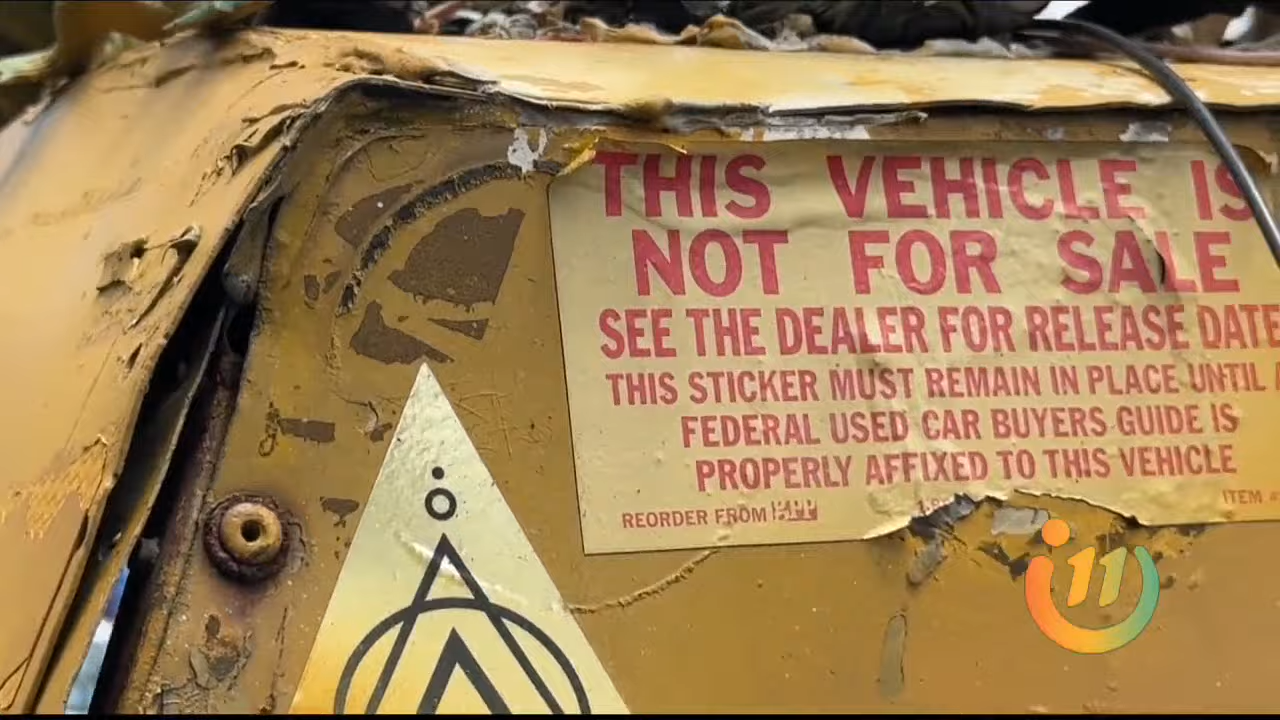 THIS VEHICLE IS
NOT FOR SALE
SEE THE DEALER FOR RELEASE DATE
THIS STICKER MUST REMAIN IN PLACE UNTIL A
FEDERAL USED CAR BUYERS GUIDE IS
PROPERLY AFFIXED TO THIS VEHICLE
REORDER FROM
ITEM #
11